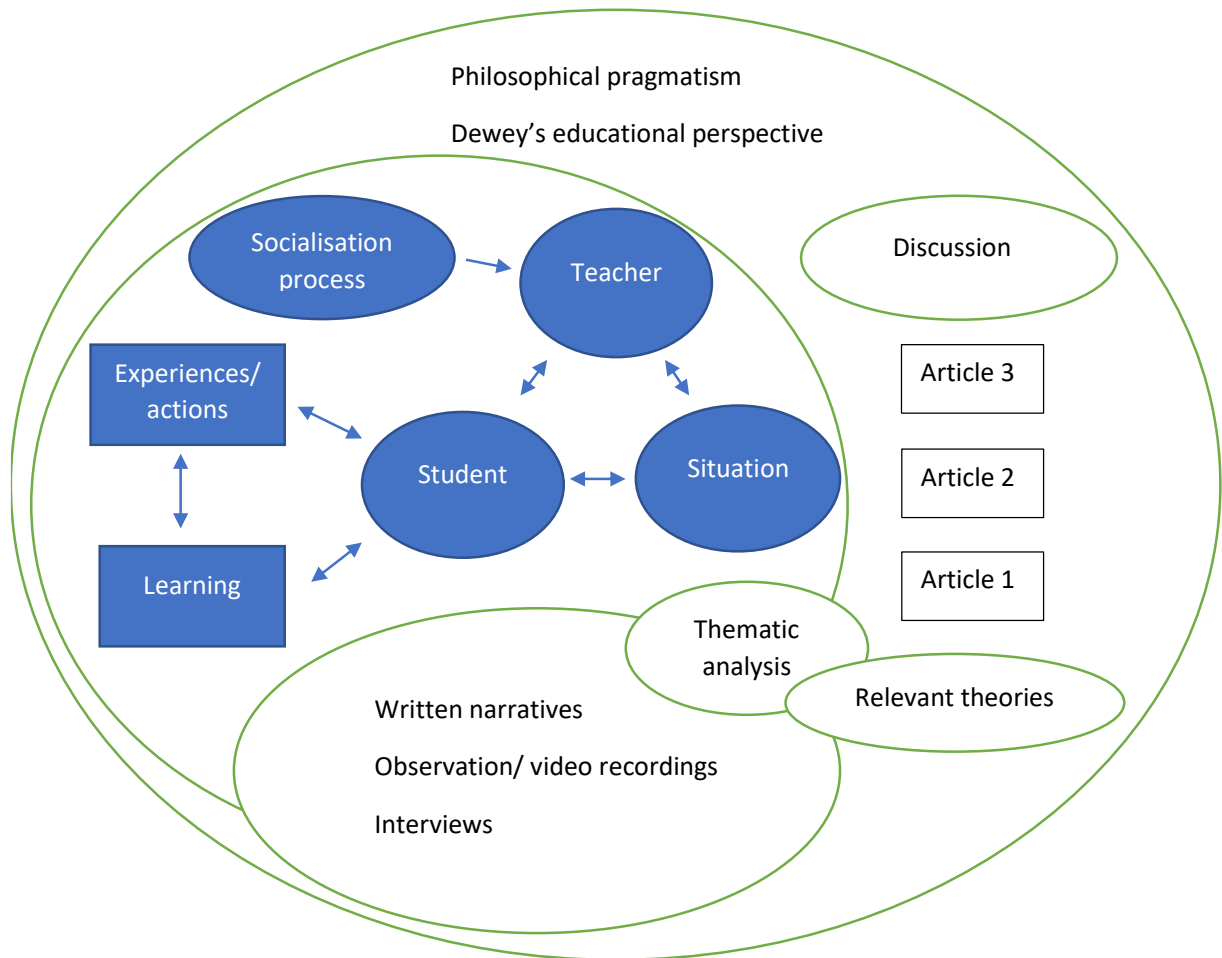 Philosophical pragmatism
Dewey’s educational perspective
Socialisation
process
Teacher
Discussion
Experiences/
actions
Article 3
Student
Situation
Article 2
Learning
Article 1
Thematic
analysis
Relevant theories
Written narratives
Observation/ video recordings
Interviews